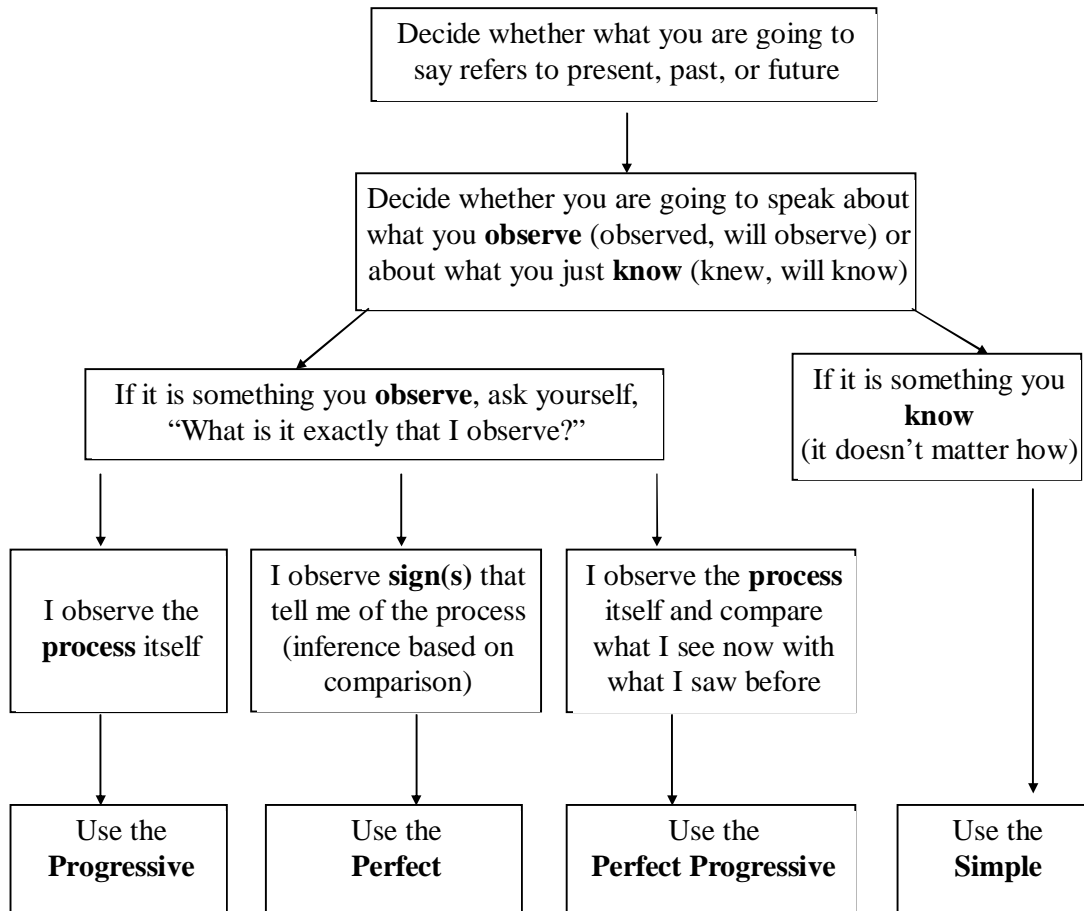 Decide whether what you are going to
say refers to present, past, or future
Decide whether you are going to speak about
what you observe (observed, will observe) or
about what you just know (knew, will know)
If it is something you observe, ask yourself,
“What is it exactly that I observe?”
If it is something you
know
(it doesn’t matter how)
I observe the
process itself
I observe sign(s) that
tell me of the process
(inference based on
comparison)
I observe the process
itself and compare
what I see now with
what I saw before
Use the
Progressive
Use the
Perfect
Use the
Perfect Progressive
Use the
Simple